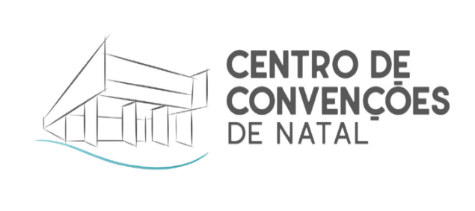 CENTRO DE
CONVENÇÕES
DE NATAL